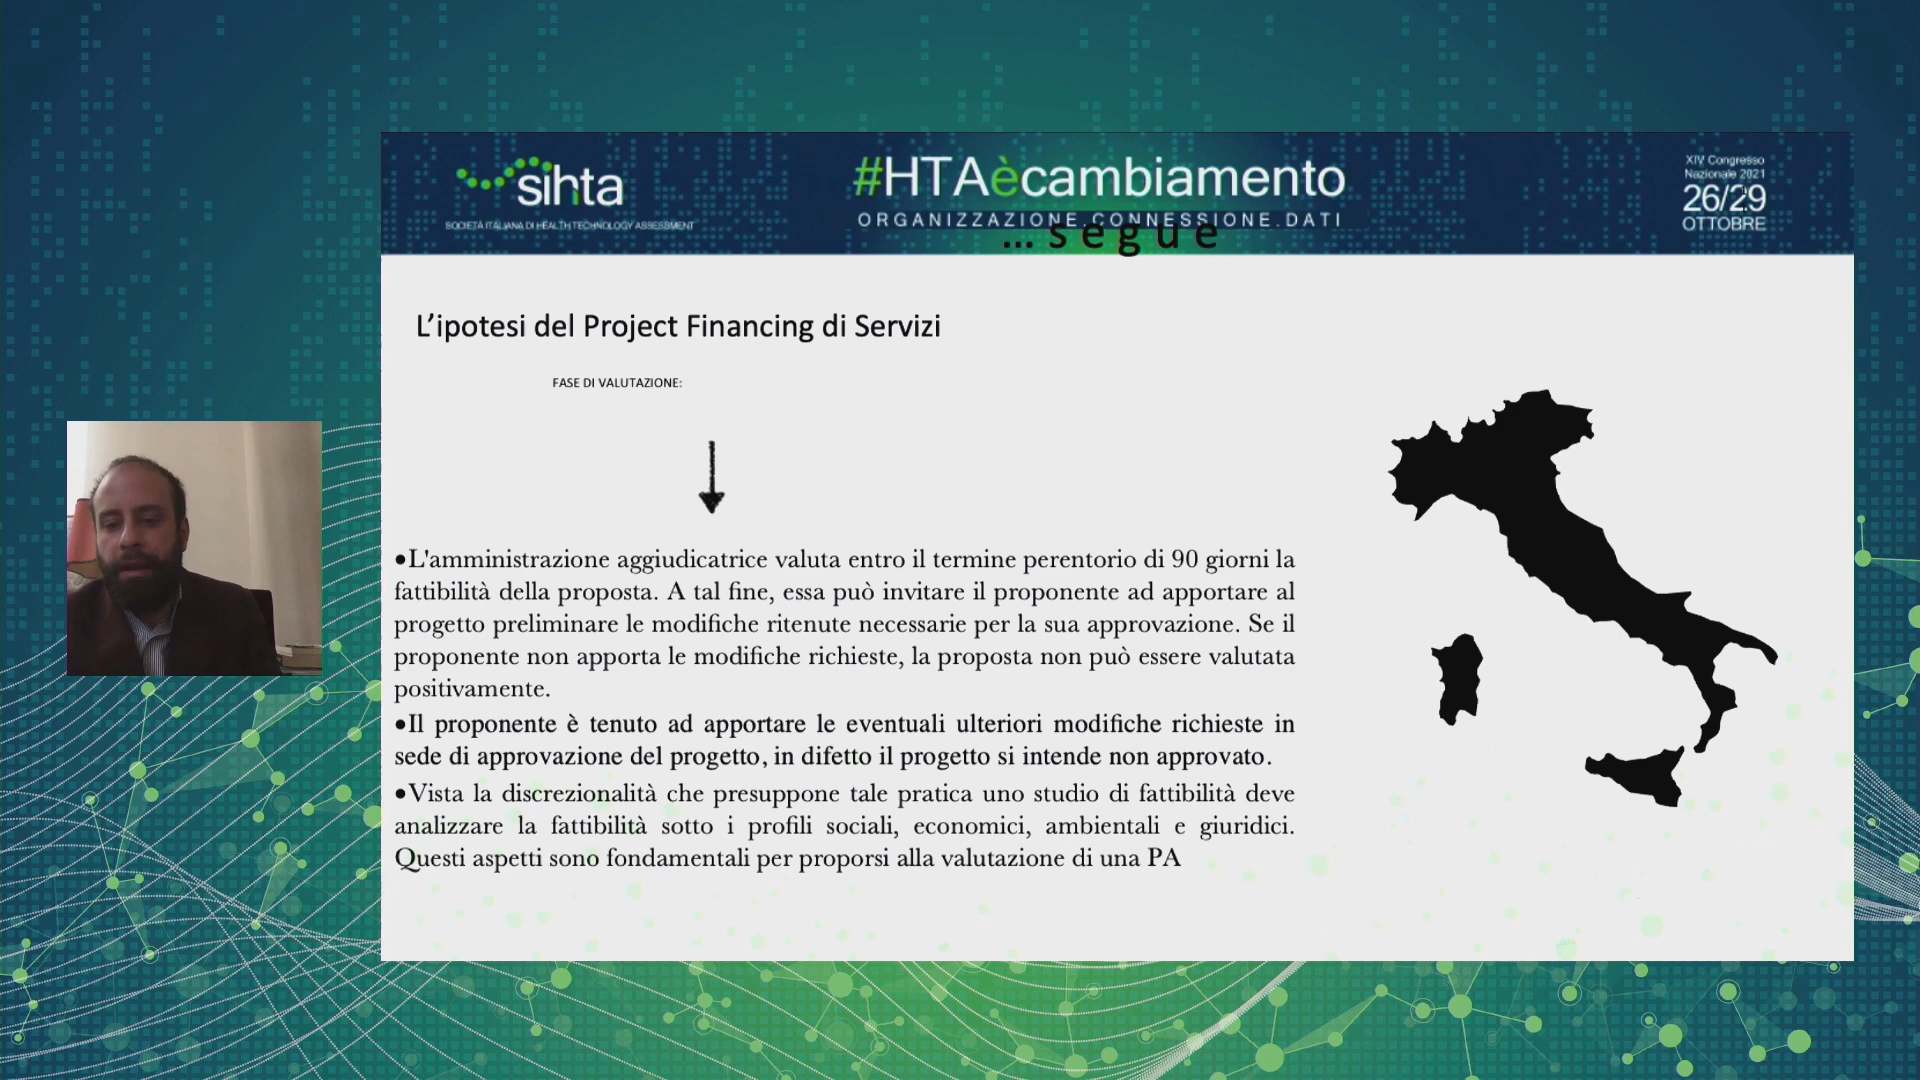 sihta
SOCIETÀ ITALIANA DI HEALTH TECHNOLOGY ASSESSMENT
#HTAècambiamento
ORGANIZZAZIONE.CONNESSIONE.DATI
XIV Congresso
Nazionale 2021
26/29
OTTOBRE
... segue
L’ipotesi del Project Financing di Servizi
FASE DI VALUTAZIONE:
•L'amministrazione aggiudicatrice valuta entro il termine perentorio di 90 giorni la
fattibilità della proposta. A tal fine, essa può invitare il proponente ad apportare al
progetto preliminare le modifiche ritenute necessarie per la sua approvazione. Se il
proponente non apporta le modifiche richieste, la proposta non può essere valutata
positivamente.
•Il proponente è tenuto ad apportare le eventuali ulteriori modifiche richieste in
sede di approvazione del progetto, in difetto il progetto si intende non approvato.
•Vista la discrezionalità che presuppone tale pratica uno studio di fattibilità deve
analizzare la fattibilità sotto i profili sociali, economici, ambientali e giuridici.
Questi aspetti sono fondamentali per proporsi alla valutazione di una PA